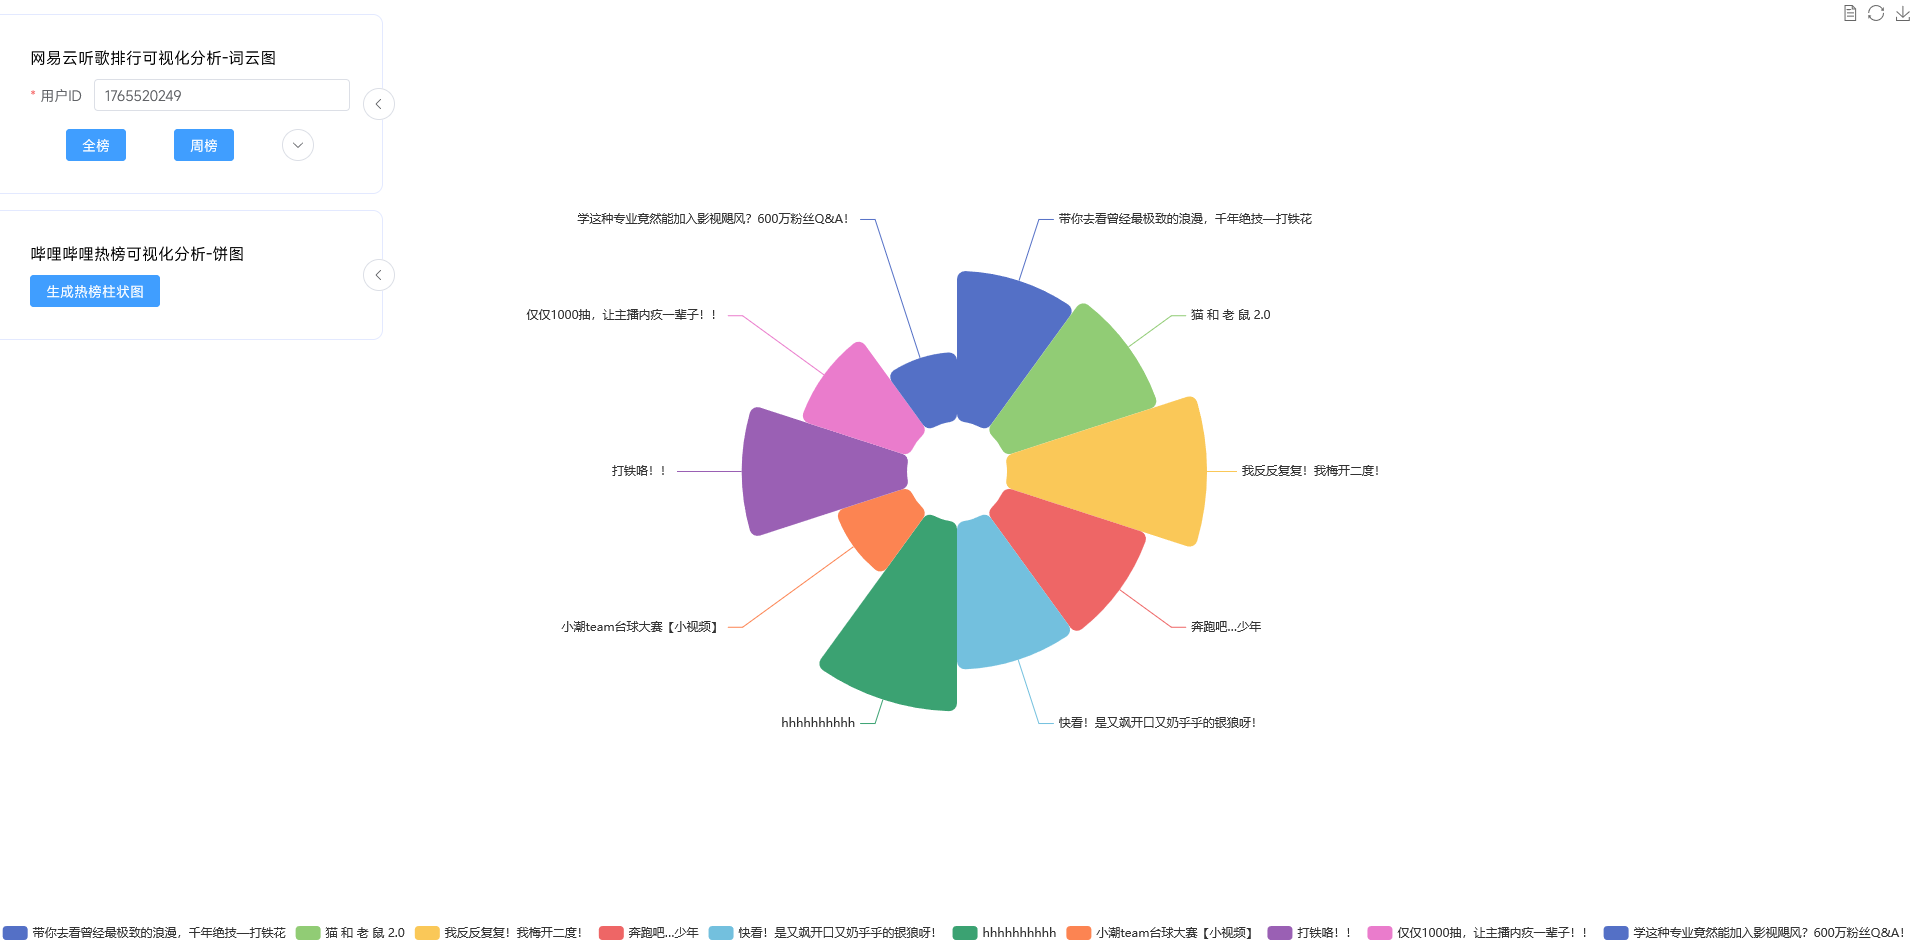 网易云听歌排行可视化分析-词云图
* 用户ID 1765520249
全榜 周榜
哔哩哔哩热榜可视化分析-饼图
生成热榜柱状图
学这种专业竟然能加入影视飓风？600万粉丝Q&A！
带你去看曾经最极致的浪漫，千年绝技—打铁花
仅仅1000抽，让主播内疚一辈子！！
猫 和 老 鼠 2.0
打铁咯！！
我反反复复！我梅开二度！
小潮team台球大赛【小视频】
奔跑吧...少年
hhhhhhhhhh
快看！是又飒开口又奶乎乎的银狼呀！
带你去看曾经最极致的浪漫，千年绝技—打铁花 猫 和 老 鼠 2.0 我反反复复！我梅开二度！ 奔跑吧...少年 快看！是又飒开口又奶乎乎的银狼呀！ hhhhhhhhhh 小潮team台球大赛【小视频】 打铁咯！！ 仅仅1000抽，让主播内疚一辈子！！ 学这种专业竟然能加入影视飓风？600万粉丝Q&A！